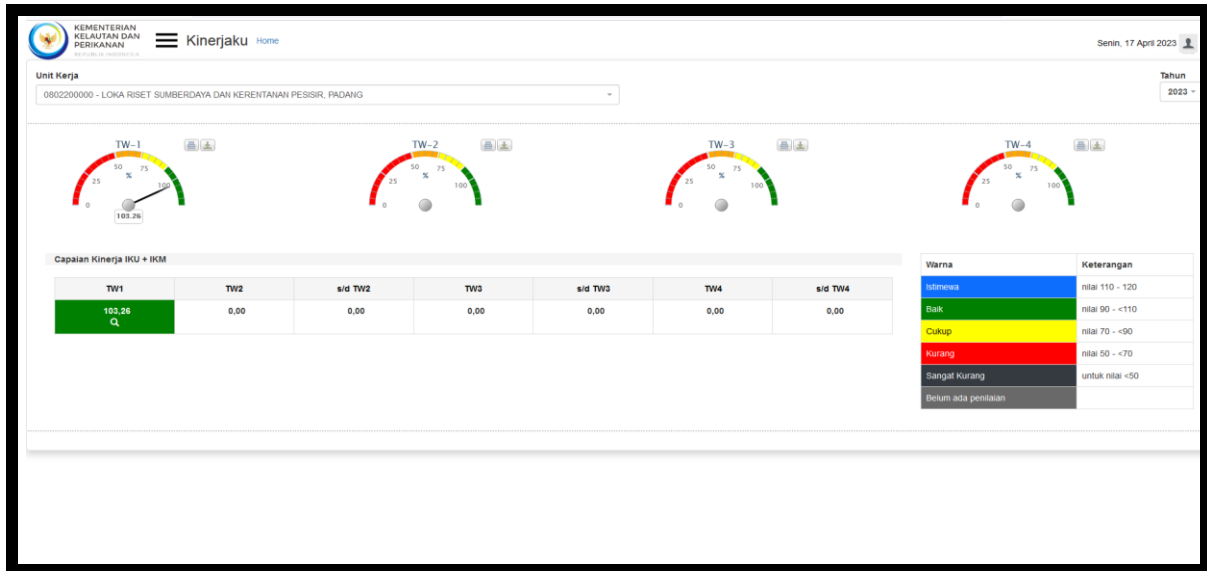 KEMENTERIAN
KELAUTAN DAN
PERIKANAN
REPUBLIK INDONESIA
Kinerjaku Home
Senin, 17 April 2023
Unit Kerja
Tahun
0802200000 - LOKA RISET SUMBERDAYA DAN KERENTANAN PESISIR, PADANG
2023
TW-1
0 25 50 75 100
%
103.26
TW-2
0 25 50 75 100
%
TW-3
0 25 50 75 100
%
TW-4
0 25 50 75 100
%
Capaian Kinerja IKU + IKM
TW1 TW2 s/d TW2 TW3 s/d TW3 TW4 s/d TW4
103,26 0,00 0,00 0,00 0,00 0,00 0,00
Warna Keterangan
Istimewa nilai 110 - 120
Baik nilai 90 - <110
Cukup nilai 70 - <90
Kurang nilai 50 - <70
Sangat Kurang untuk nilai <50
Belum ada penilaian